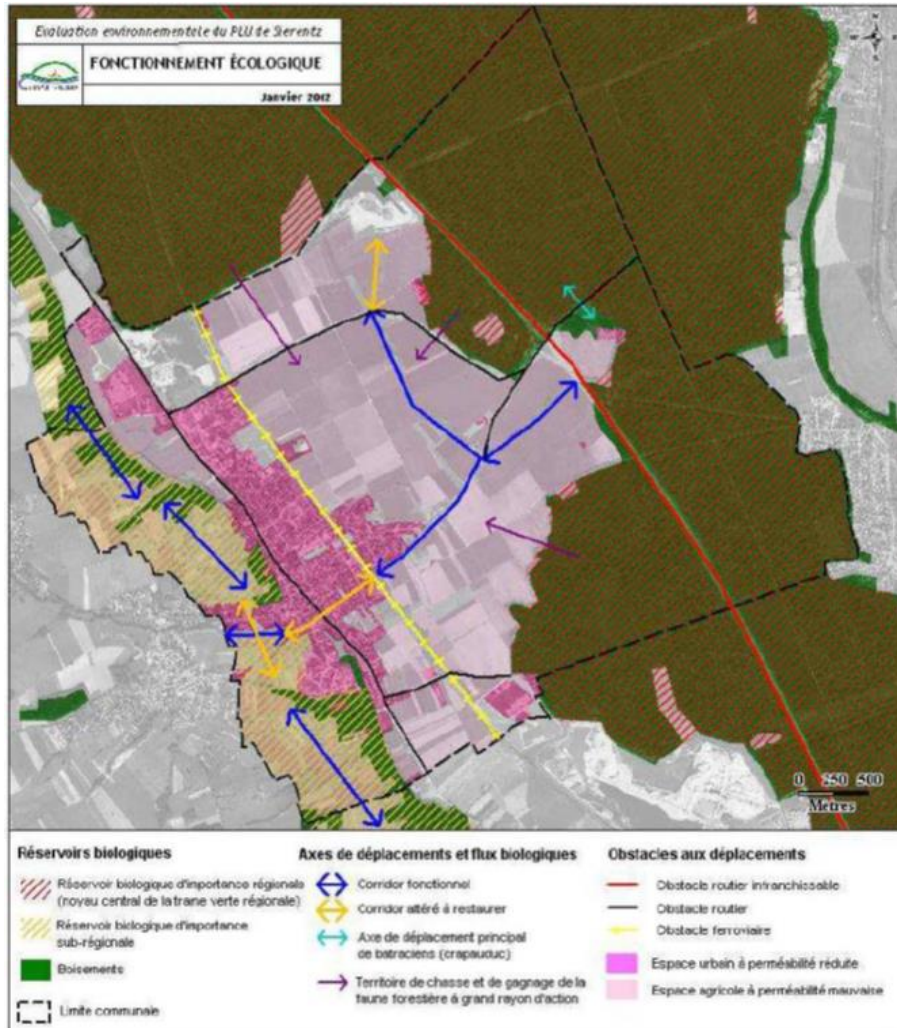 Evaluation environnementale du PLU de Sierentz
FONCTIONNEMENT ÉCOLOGIQUE
Janvier 2012
0 250 500
Mètres
Réservoirs biologiques
Réservoir biologique d'importance régionale
(noyau central de la trame verte régionale)
Réservoir biologique d'importance
sub-régionale
Boisements
Limite communale
Axes de déplacements et flux biologiques
Corridor fonctionnel
Corridor altéré à restaurer
Axe de déplacement principal
de batraciens (crapauduc)
Territoire de chasse et de gagnage de la
faune forestière à grand rayon d'action
Obstacles aux déplacements
Obstacle routier infranchissable
Obstacle routier
Obstacle ferroviaire
Espace urbain à perméabilité réduite
Espace agricole à perméabilité mauvaise